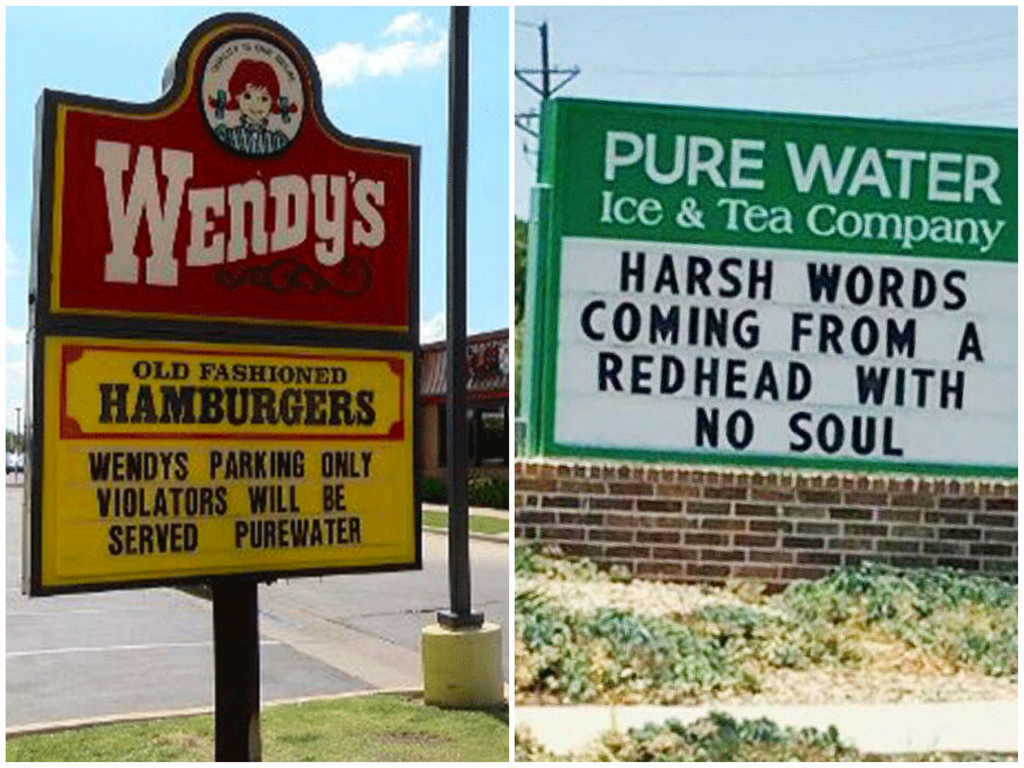 WENDY'S
OLD FASHIONED
HAMBURGERS
WENDYS PARKING ONLY
VIOLATORS WILL BE
SERVED PUREWATER
PURE WATER
Ice & Tea Company
HARSH WORDS
COMING FROM A
REDHEAD WITH
NO SOUL